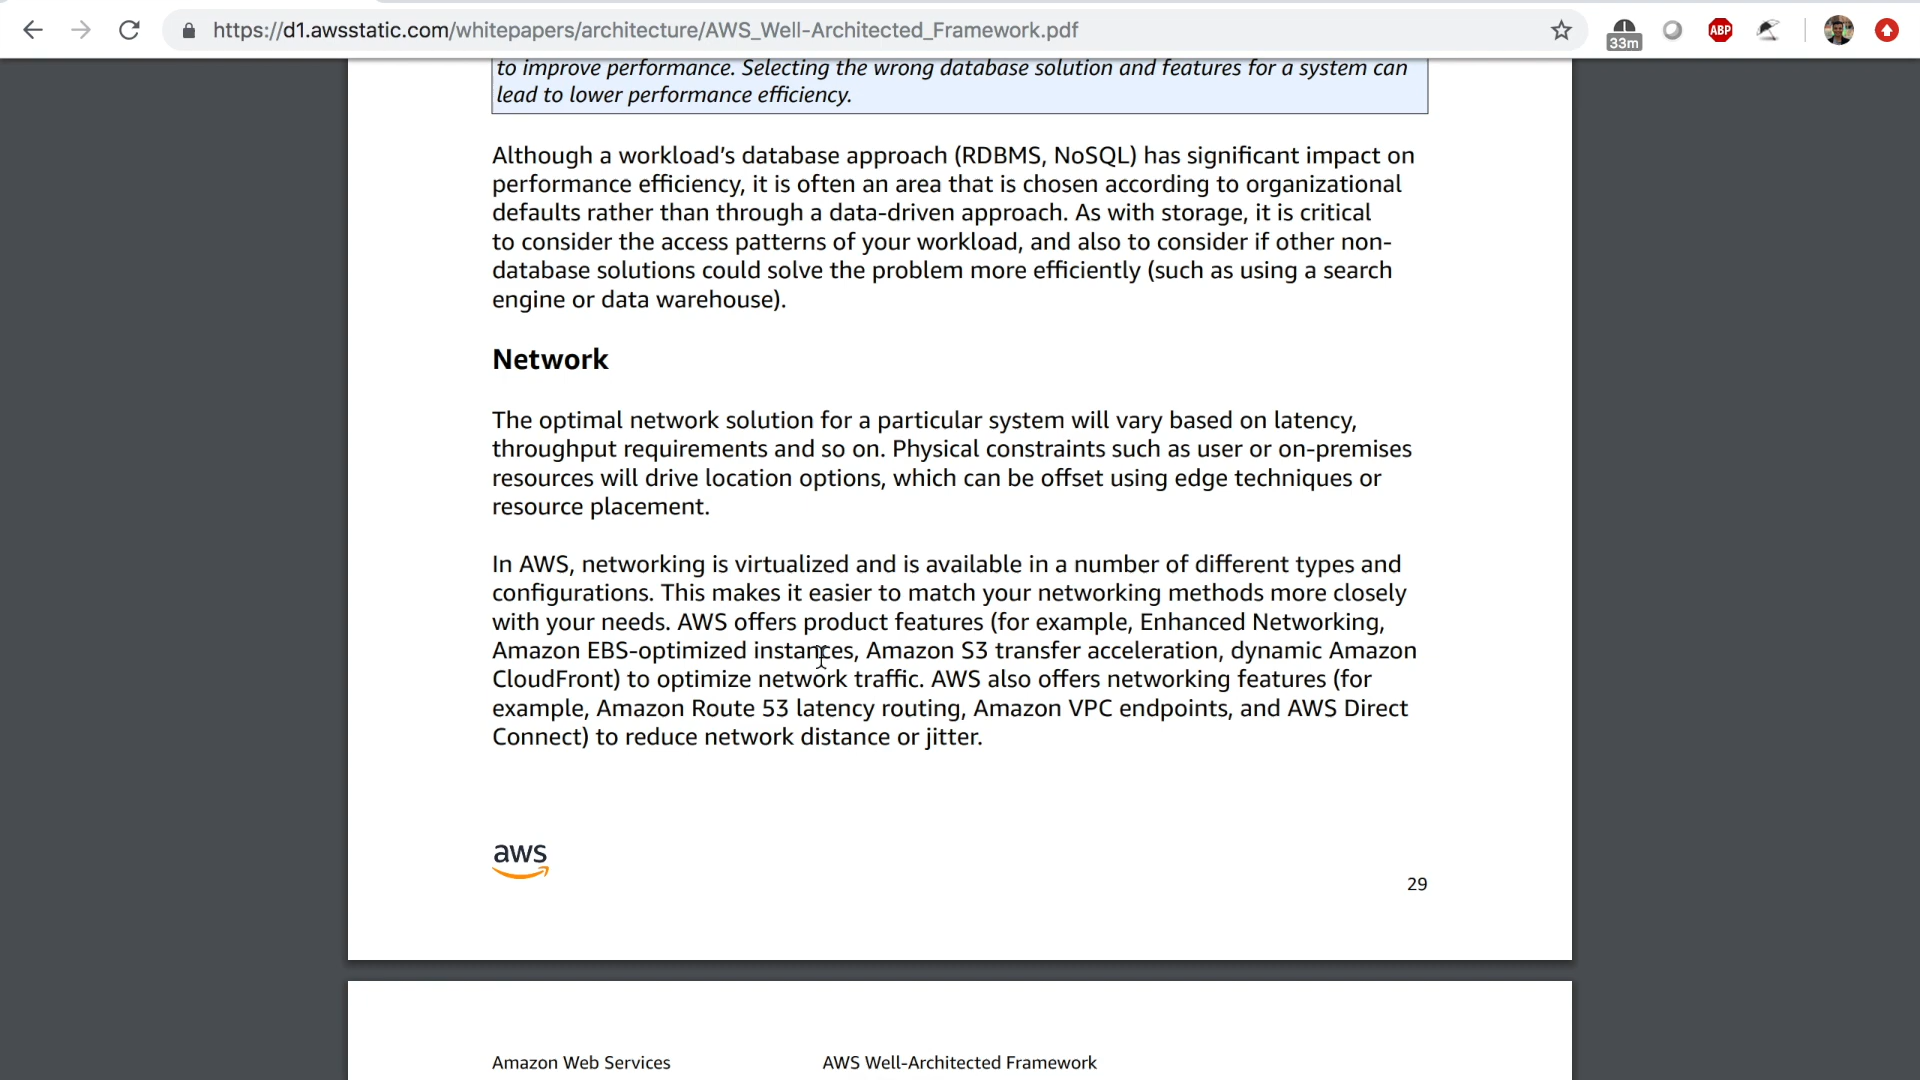 https://d1.awsstatic.com/whitepapers/architecture/AWS_Well-Architected_Framework.pdf
33m
ABP
to improve performance. Selecting the wrong database solution and features for a system can
lead to lower performance efficiency.
Although a workload’s database approach (RDBMS, NoSQL) has significant impact on
performance efficiency, it is often an area that is chosen according to organizational
defaults rather than through a data-driven approach. As with storage, it is critical
to consider the access patterns of your workload, and also to consider if other non-
database solutions could solve the problem more efficiently (such as using a search
engine or data warehouse).
Network
The optimal network solution for a particular system will vary based on latency,
throughput requirements and so on. Physical constraints such as user or on-premises
resources will drive location options, which can be offset using edge techniques or
resource placement.
In AWS, networking is virtualized and is available in a number of different types and
configurations. This makes it easier to match your networking methods more closely
with your needs. AWS offers product features (for example, Enhanced Networking,
Amazon EBS-optimized instances, Amazon S3 transfer acceleration, dynamic Amazon
CloudFront) to optimize network traffic. AWS also offers networking features (for
example, Amazon Route 53 latency routing, Amazon VPC endpoints, and AWS Direct
Connect) to reduce network distance or jitter.
aws
29
Amazon Web Services AWS Well-Architected Framework